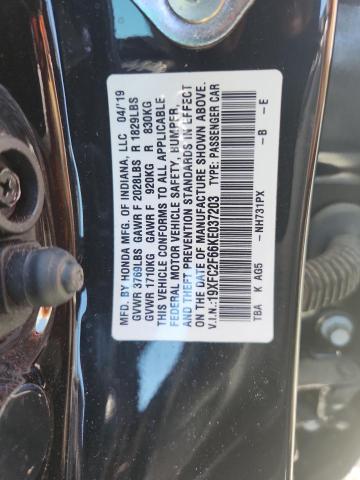 MFD. BY HONDA MFG. OF INDIANA, LLC 04/'19
GVWR 3769LBS GAWR F 2028LBS R 1829LBS
GVWR 1710KG GAWR F 920KG R 830KG
THIS VEHICLE CONFORMS TO ALL APPLICABLE
FEDERAL MOTOR VEHICLE SAFETY, BUMPER,
AND THEFT PREVENTION STANDARDS IN EFFECT
ON THE DATE OF MANUFACTURE SHOWN ABOVE.
V.I.N.:19XFC2F66KE037203 TYPE: PASSENGER CAR
-NH731PX -B -E
TBA K AG5